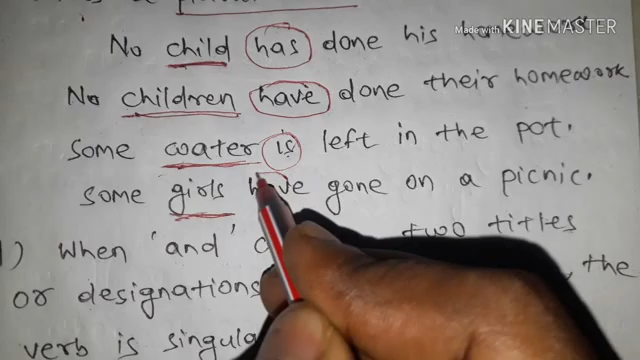 Made with KINEMASTER
No child has done his
No children have done their homework
Some water is left in the pot.
Some girls have gone on a picnic.
) When 'and' two titles
or designations the
verb is